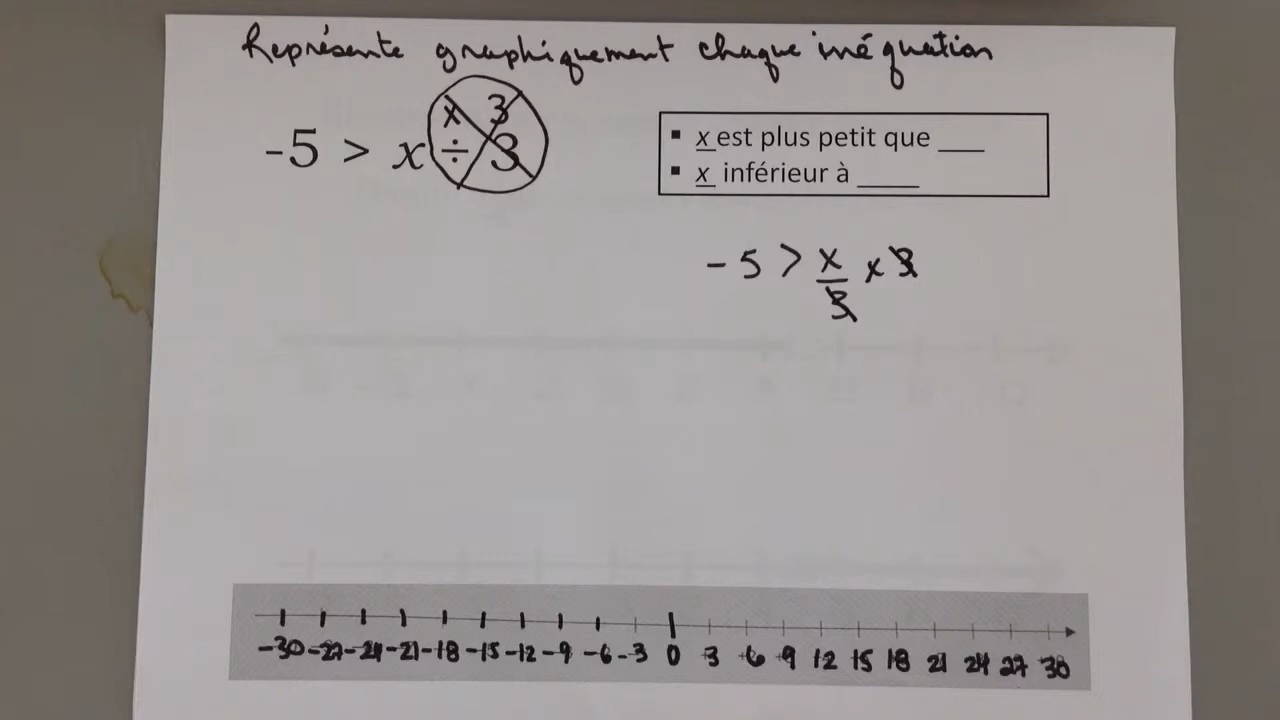 Représente graphiquement chaque inéquation
x 3
-5 > x ÷ 3
▪ x est plus petit que ___
▪ x inférieur à ____
-5 > x/3 x 3
-30 -27 -24 -21 -18 -15 -12 -9 -6 -3 0 3 6 9 12 15 18 21 24 27 30